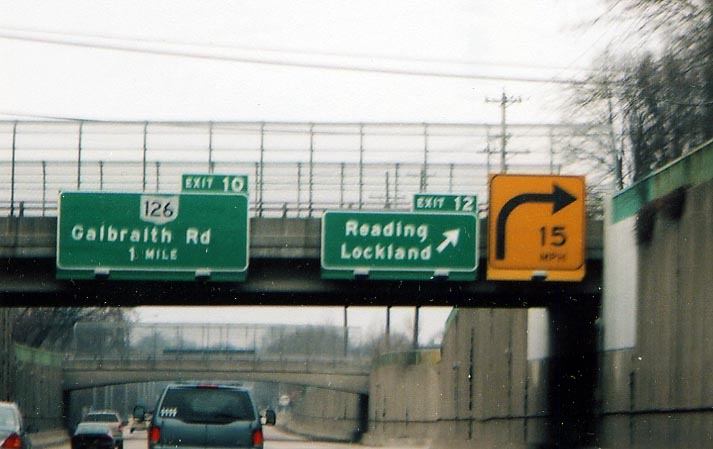 EXIT 10
126
Galbraith Rd
1 MILE
EXIT 12
Reading
Lockland
15
MPH